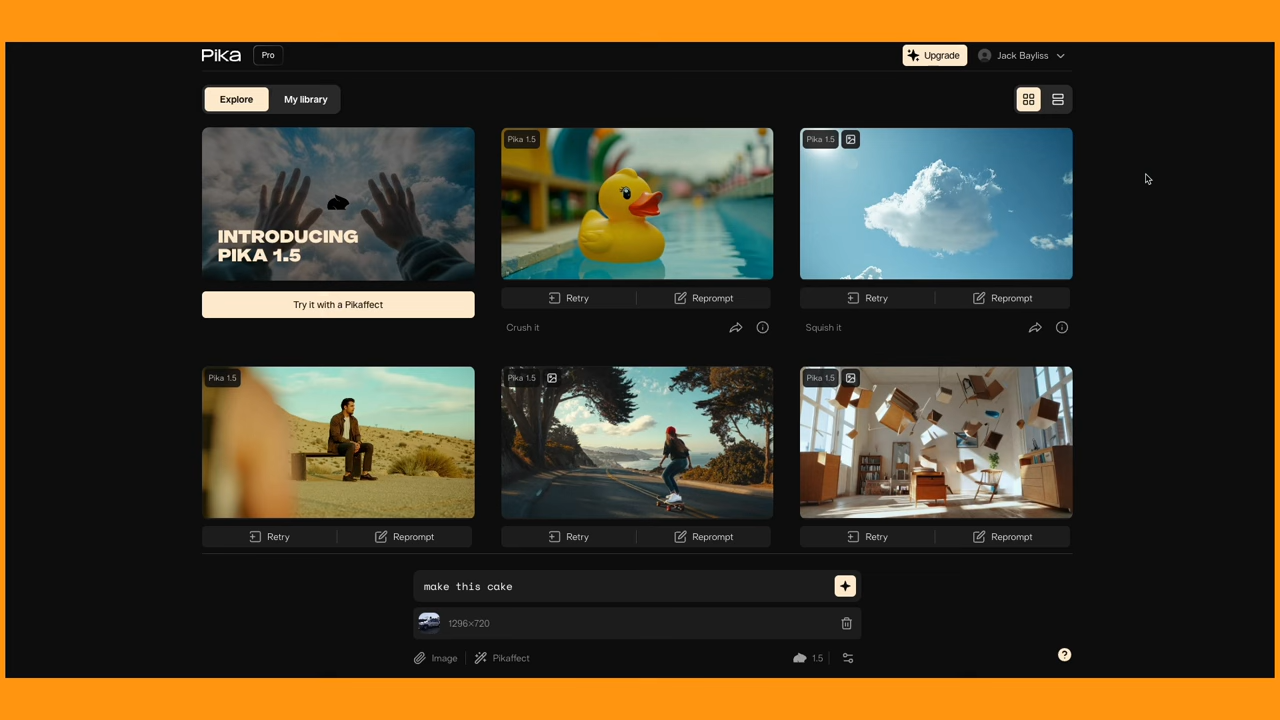 Pika
Pro
Upgrade
Jack Bayliss
Explore
My library
INTRODUCING
PIKA 1.5
Try it with a Pikaffect
Pika 1.5
Retry
Reprompt
Crush it
Pika 1.5
Retry
Reprompt
Squish it
Pika 1.5
Retry
Reprompt
Pika 1.5
Retry
Reprompt
Pika 1.5
Retry
Reprompt
make this cake
1296×720
Image
Pikaffect
1.5
?